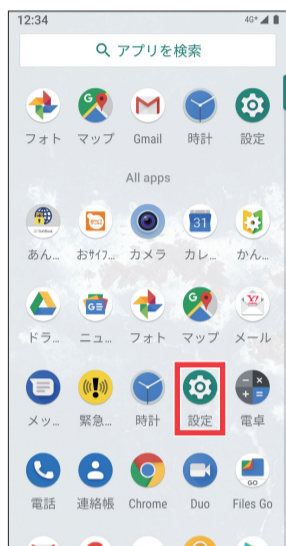 12:34 4G+
アプリを検索
フォト マップ Gmail 時計 設定
All apps
31
あん... おサイフ... カメラ カレ... かん...
GE
Y!
ドラ... ニュ... フォト マップ メール
メッ... 緊急... 時計 設定 電卓
GO
電話 連絡帳 Chrome Duo Files Go